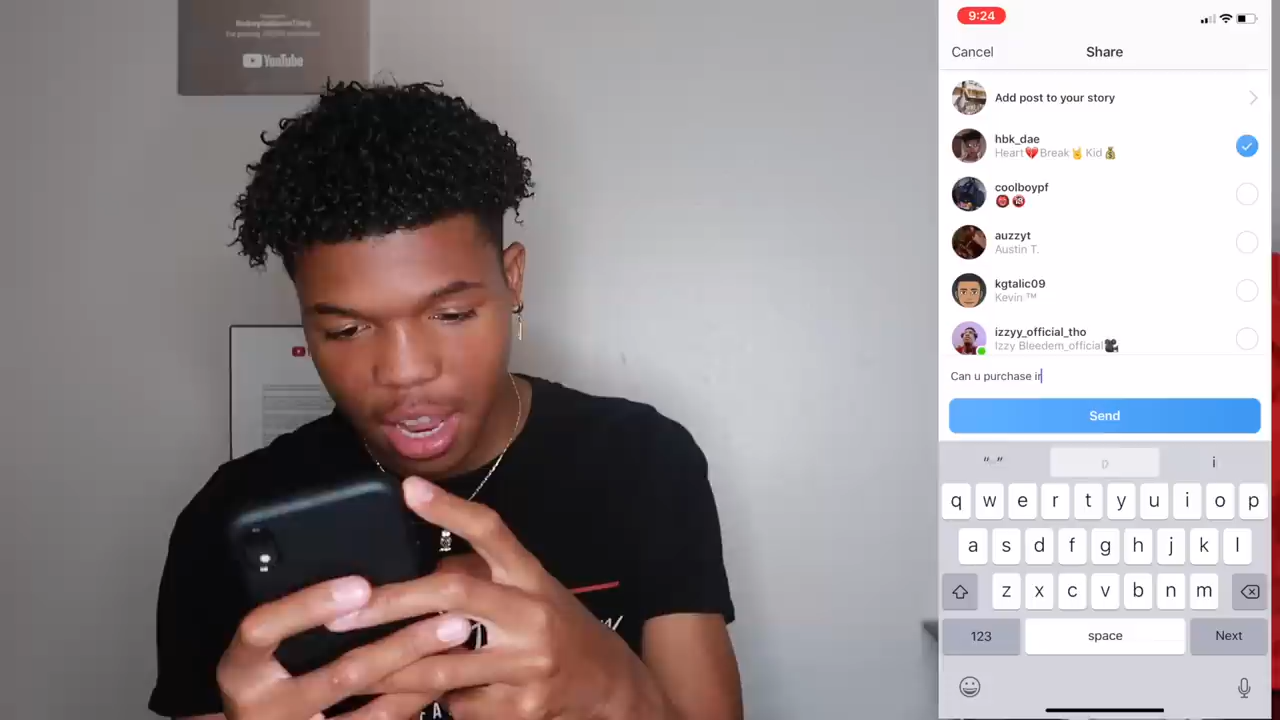 YouTube
9:24
Cancel
Share
Add post to your story
hbk_dae
Heart💔Break🤘Kid💰
coolboypf
🔞
auzzyt
Austin T.
kgtalic09
Kevin ™
izzyy_official_tho
Izzy Bleedem_official🎥
Can u purchase ir
Send
“-”
p
i
q w e r t y u i o p
a s d f g h j k l
z x c v b n m
123
space
Next